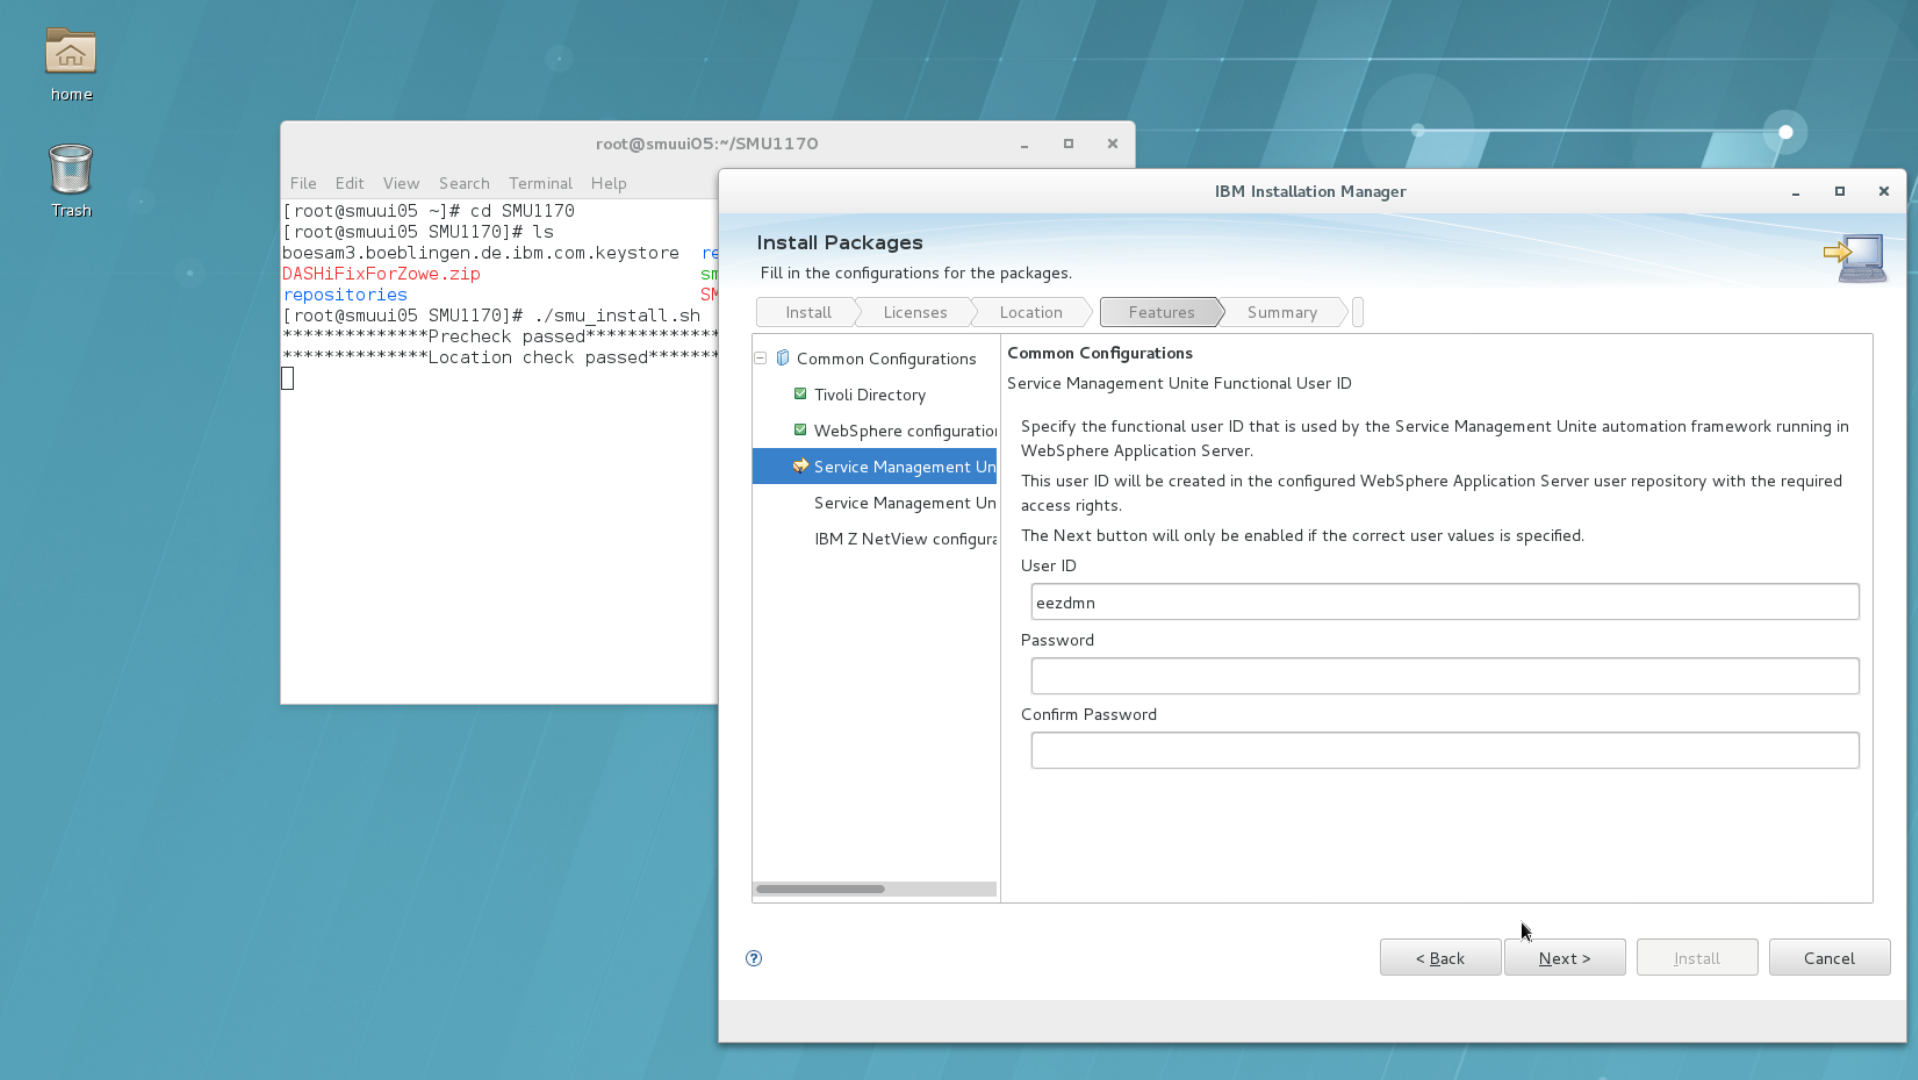 home
Trash
root@smuui05:~/SMU1170
File Edit View Search Terminal Help
[root@smuui05 ~]# cd SMU1170
[root@smuui05 SMU1170]# ls
boesam3.boeblingen.de.ibm.com.keystore re
DASHiFixForZowe.zip sm
repositories SM
[root@smuui05 SMU1170]# ./smu_install.sh
**************Precheck passed*************
**************Location check passed*******
IBM Installation Manager
Install Packages
Fill in the configurations for the packages.
Install Licenses Location Features Summary
Common Configurations
Tivoli Directory
WebSphere configuration
Service Management Un
Service Management Un
IBM Z NetView configura
Common Configurations
Service Management Unite Functional User ID
Specify the functional user ID that is used by the Service Management Unite automation framework running in
WebSphere Application Server.
This user ID will be created in the configured WebSphere Application Server user repository with the required
access rights.
The Next button will only be enabled if the correct user values is specified.
User ID
eezdmn
Password
Confirm Password
?
< Back
Next >
Install
Cancel